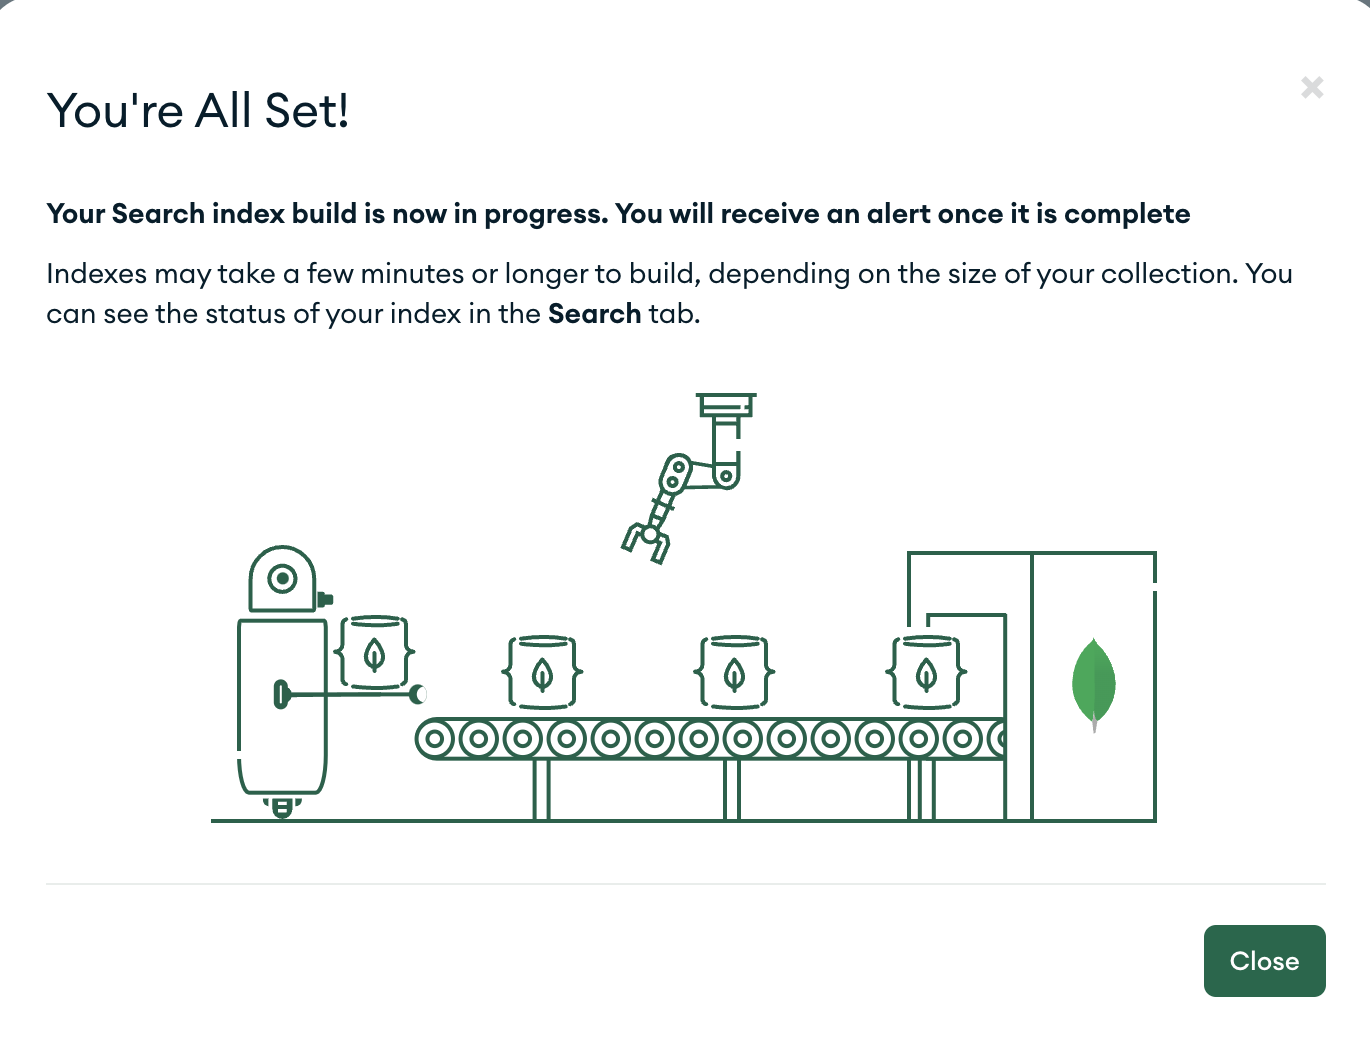 You're All Set!
Your Search index build is now in progress. You will receive an alert once it is complete
Indexes may take a few minutes or longer to build, depending on the size of your collection. You
can see the status of your index in the Search tab.
Close